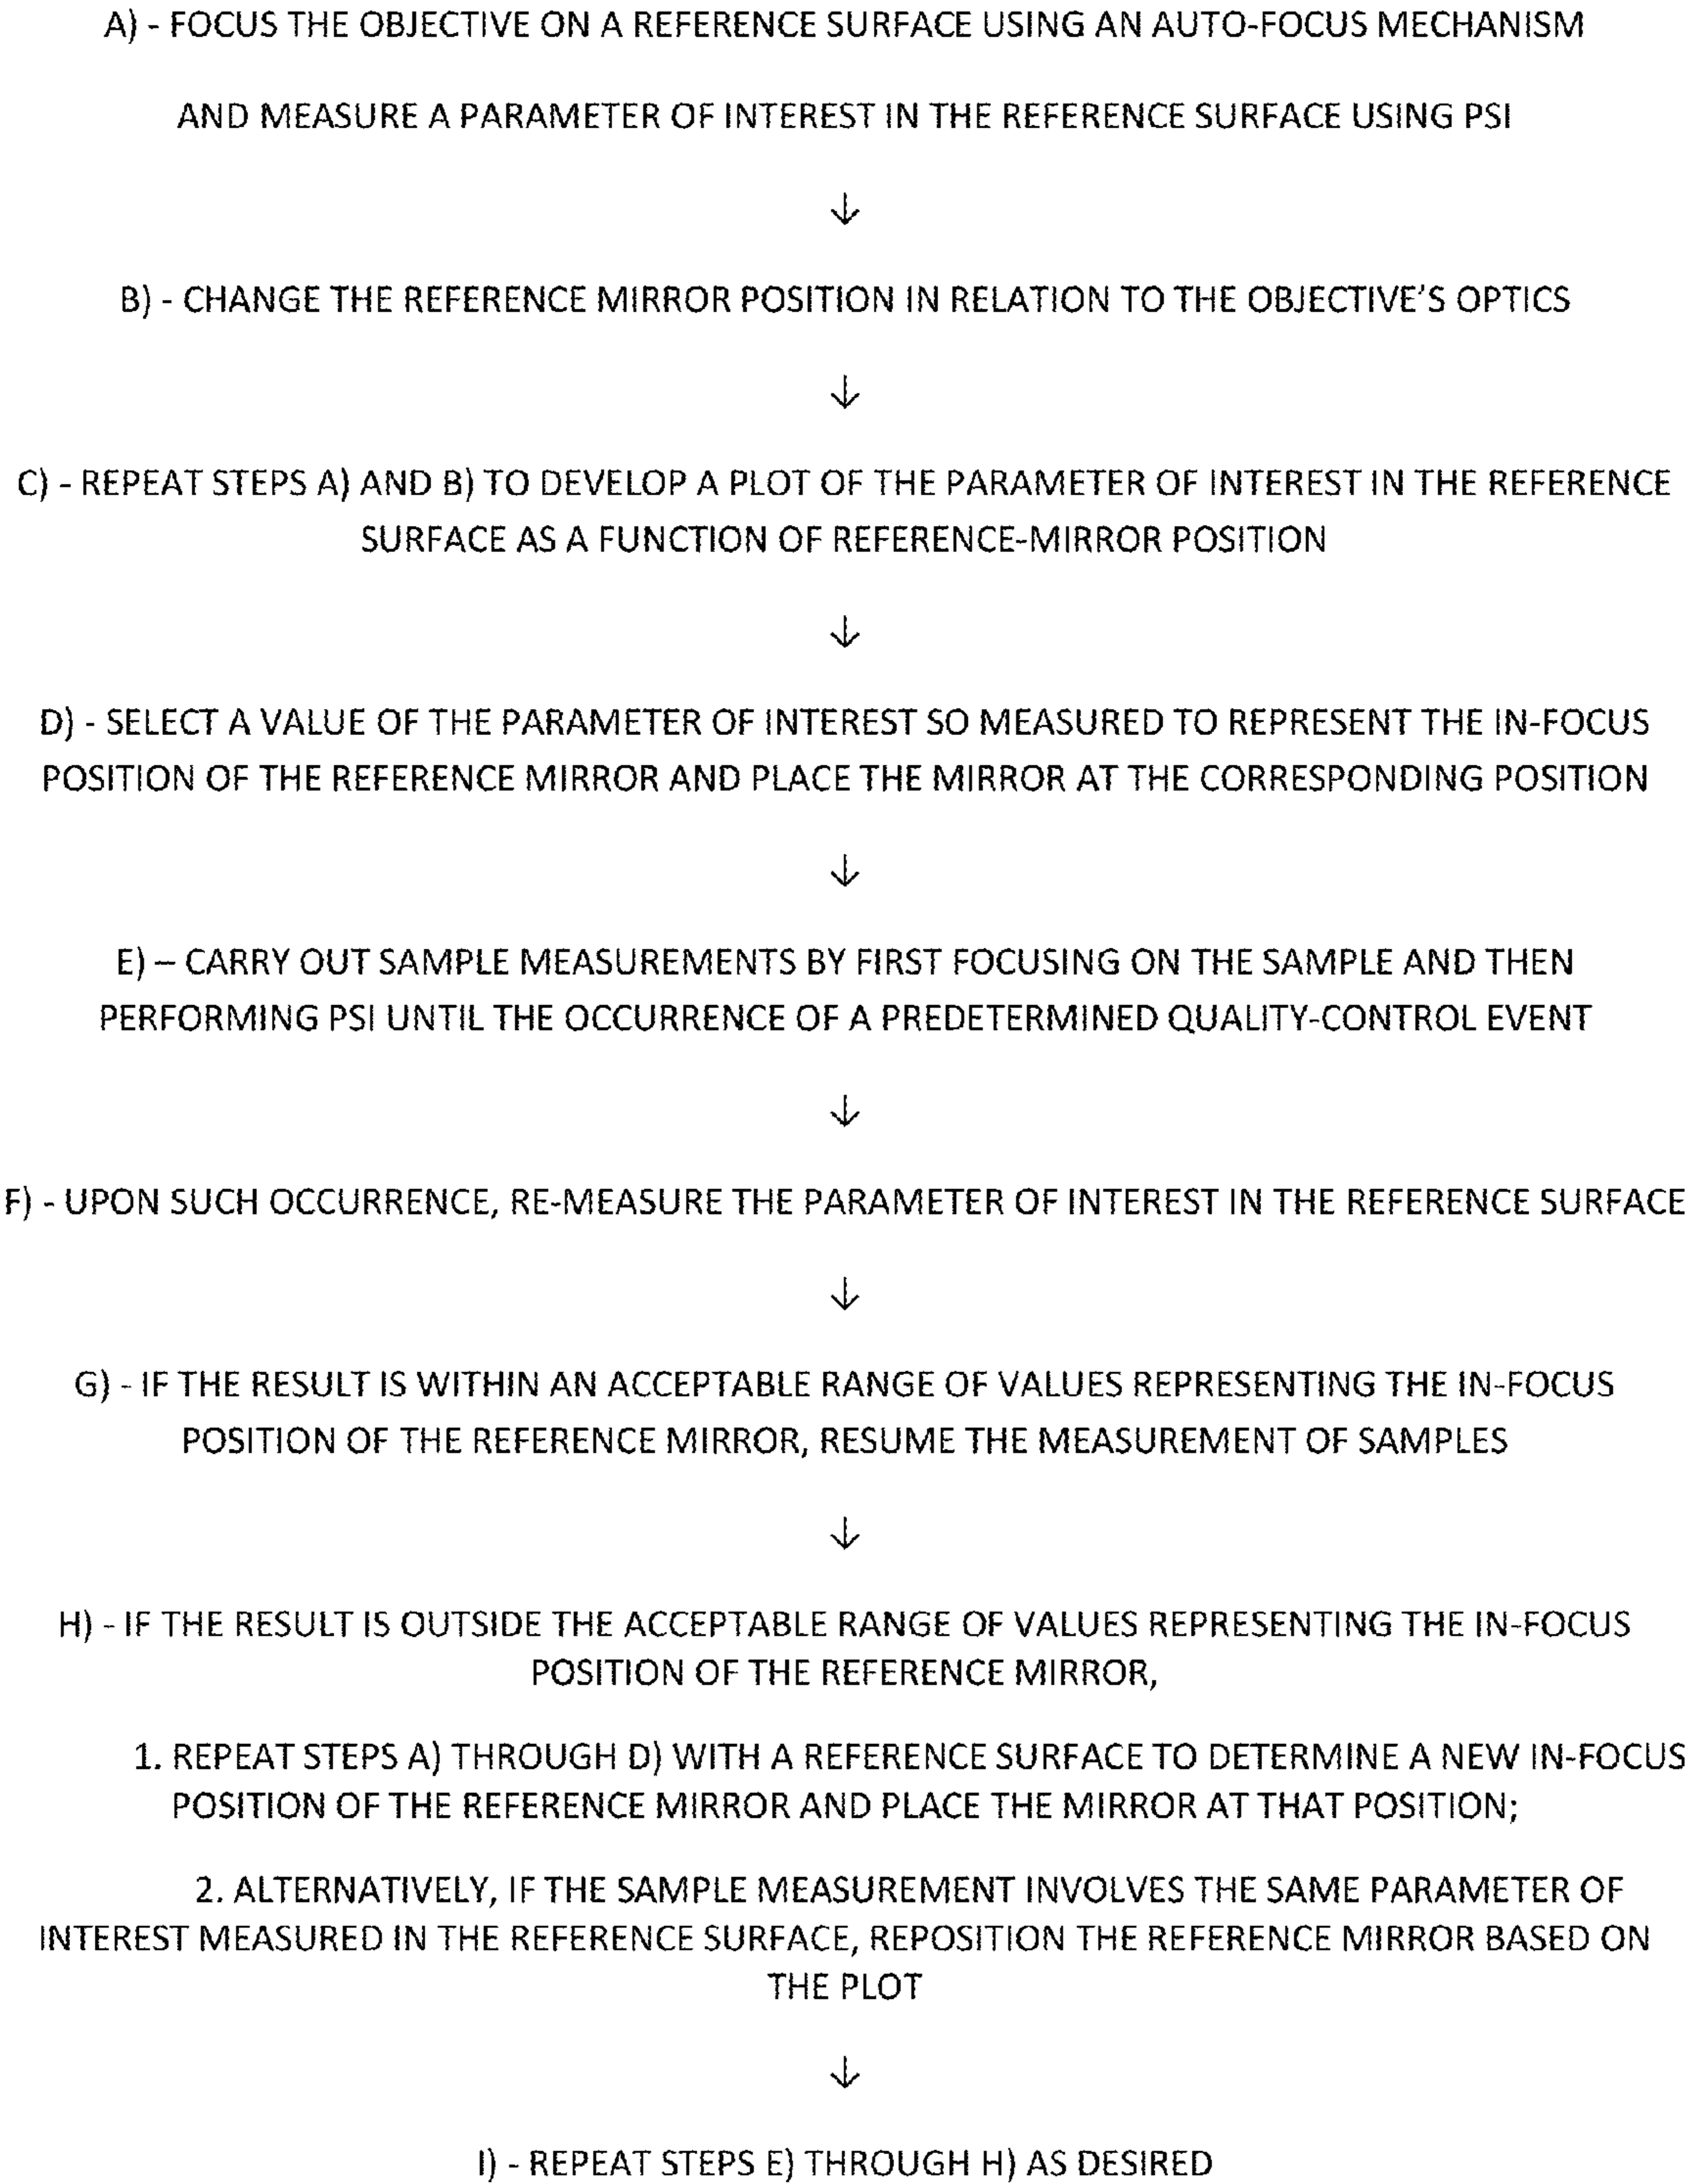 A) - FOCUS THE OBJECTIVE ON A REFERENCE SURFACE USING AN AUTO-FOCUS MECHANISM
AND MEASURE A PARAMETER OF INTEREST IN THE REFERENCE SURFACE USING PSI
↓
B) - CHANGE THE REFERENCE MIRROR POSITION IN RELATION TO THE OBJECTIVE'S OPTICS
↓
C) - REPEAT STEPS A) AND B) TO DEVELOP A PLOT OF THE PARAMETER OF INTEREST IN THE REFERENCE
SURFACE AS A FUNCTION OF REFERENCE-MIRROR POSITION
↓
D) - SELECT A VALUE OF THE PARAMETER OF INTEREST SO MEASURED TO REPRESENT THE IN-FOCUS
POSITION OF THE REFERENCE MIRROR AND PLACE THE MIRROR AT THE CORRESPONDING POSITION
↓
E) – CARRY OUT SAMPLE MEASUREMENTS BY FIRST FOCUSING ON THE SAMPLE AND THEN
PERFORMING PSI UNTIL THE OCCURRENCE OF A PREDETERMINED QUALITY-CONTROL EVENT
↓
F) - UPON SUCH OCCURRENCE, RE-MEASURE THE PARAMETER OF INTEREST IN THE REFERENCE SURFACE
↓
G) - IF THE RESULT IS WITHIN AN ACCEPTABLE RANGE OF VALUES REPRESENTING THE IN-FOCUS
POSITION OF THE REFERENCE MIRROR, RESUME THE MEASUREMENT OF SAMPLES
↓
H) - IF THE RESULT IS OUTSIDE THE ACCEPTABLE RANGE OF VALUES REPRESENTING THE IN-FOCUS
POSITION OF THE REFERENCE MIRROR,
1. REPEAT STEPS A) THROUGH D) WITH A REFERENCE SURFACE TO DETERMINE A NEW IN-FOCUS
POSITION OF THE REFERENCE MIRROR AND PLACE THE MIRROR AT THAT POSITION;
2. ALTERNATIVELY, IF THE SAMPLE MEASUREMENT INVOLVES THE SAME PARAMETER OF
INTEREST MEASURED IN THE REFERENCE SURFACE, REPOSITION THE REFERENCE MIRROR BASED ON
THE PLOT
↓
I) - REPEAT STEPS E) THROUGH H) AS DESIRED